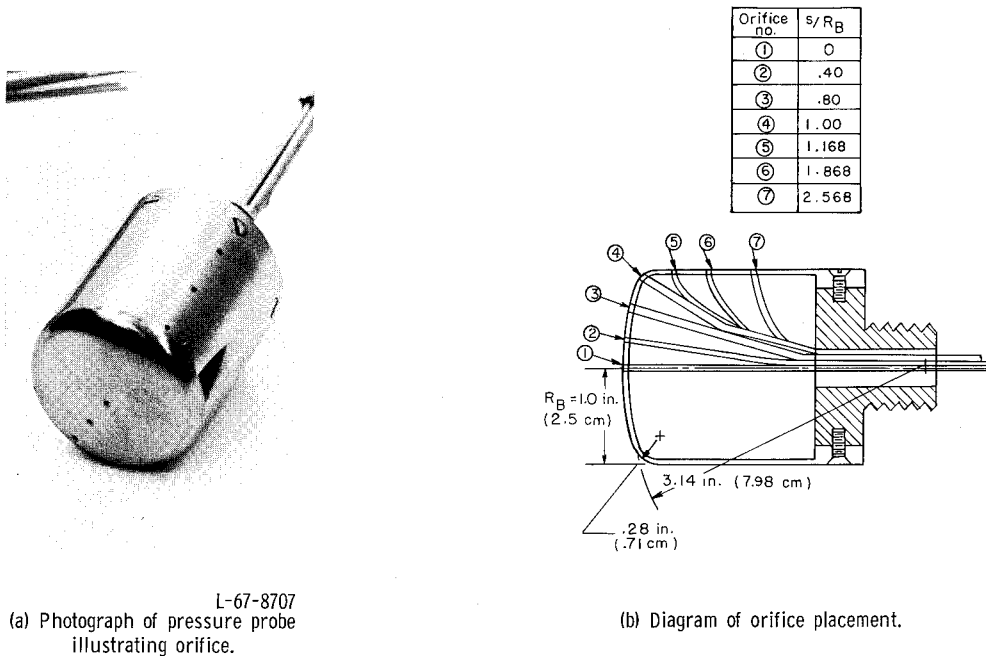 Orifice no. s/R_B
① 0
② .40
③ .80
④ 1.00
⑤ 1.168
⑥ 1.868
⑦ 2.568
④ ⑤ ⑥ ⑦
③
②
①
R_B = 1.0 in.
(2.5 cm)
3.14 in. (7.98 cm)
.28 in.
(.71 cm)
L-67-8707
(a) Photograph of pressure probe
illustrating orifice.
(b) Diagram of orifice placement.